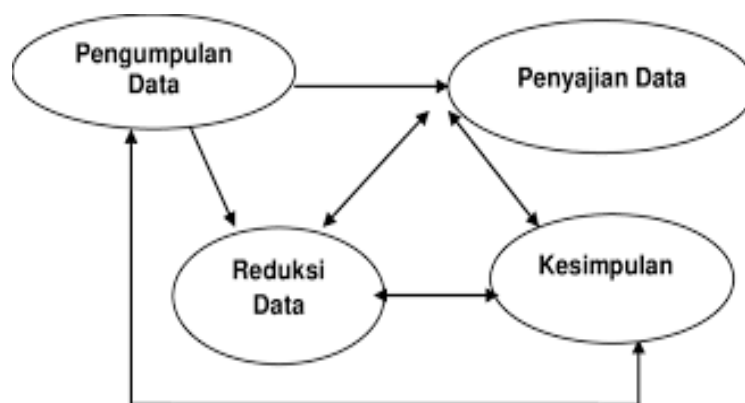 Pengumpulan
Data
Penyajian Data
Reduksi
Data
Kesimpulan